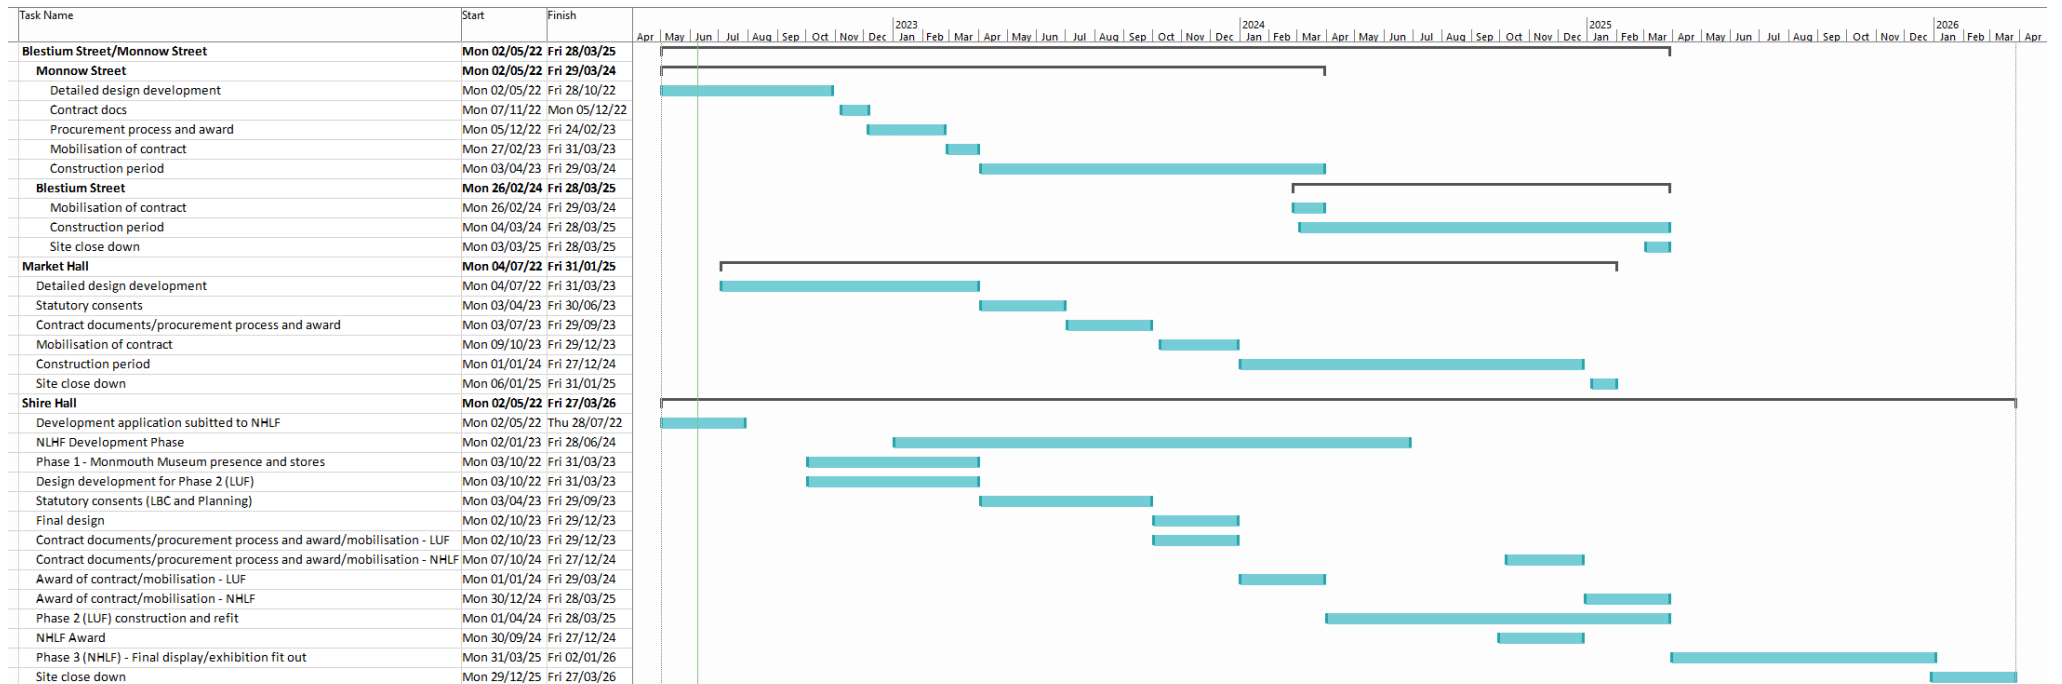 Task Name Start Finish
2023 2024 2025 2026
Apr May Jun Jul Aug Sep Oct Nov Dec Jan Feb Mar Apr May Jun Jul Aug Sep Oct Nov Dec Jan Feb Mar Apr May Jun Jul Aug Sep Oct Nov Dec Jan Feb Mar Apr May Jun Jul Aug Sep Oct Nov Dec Jan Feb Mar Apr
Blestium Street/Monnow Street Mon 02/05/22 Fri 28/03/25
Monnow Street Mon 02/05/22 Fri 29/03/24
Detailed design development Mon 02/05/22 Fri 28/10/22
Contract docs Mon 07/11/22 Mon 05/12/22
Procurement process and award Mon 05/12/22 Fri 24/02/23
Mobilisation of contract Mon 27/02/23 Fri 31/03/23
Construction period Mon 03/04/23 Fri 29/03/24
Blestium Street Mon 26/02/24 Fri 28/03/25
Mobilisation of contract Mon 26/02/24 Fri 29/03/24
Construction period Mon 04/03/24 Fri 28/03/25
Site close down Mon 03/03/25 Fri 28/03/25
Market Hall Mon 04/07/22 Fri 31/01/25
Detailed design development Mon 04/07/22 Fri 31/03/23
Statutory consents Mon 03/04/23 Fri 30/06/23
Contract documents/procurement process and award Mon 03/07/23 Fri 29/09/23
Mobilisation of contract Mon 09/10/23 Fri 29/12/23
Construction period Mon 01/01/24 Fri 27/12/24
Site close down Mon 06/01/25 Fri 31/01/25
Shire Hall Mon 02/05/22 Fri 27/03/26
Development application subitted to NHLF Mon 02/05/22 Thu 28/07/22
NLHF Development Phase Mon 02/01/23 Fri 28/06/24
Phase 1 - Monmouth Museum presence and stores Mon 03/10/22 Fri 31/03/23
Design development for Phase 2 (LUF) Mon 03/10/22 Fri 31/03/23
Statutory consents (LBC and Planning) Mon 03/04/23 Fri 29/09/23
Final design Mon 02/10/23 Fri 29/12/23
Contract documents/procurement process and award/mobilisation - LUF Mon 02/10/23 Fri 29/12/23
Contract documents/procurement process and award/mobilisation - NHLF Mon 07/10/24 Fri 27/12/24
Award of contract/mobilisation - LUF Mon 01/01/24 Fri 29/03/24
Award of contract/mobilisation - NHLF Mon 30/12/24 Fri 28/03/25
Phase 2 (LUF) construction and refit Mon 01/04/24 Fri 28/03/25
NHLF Award Mon 30/09/24 Fri 27/12/24
Phase 3 (NHLF) - Final display/exhibition fit out Mon 31/03/25 Fri 02/01/26
Site close down Mon 29/12/25 Fri 27/03/26